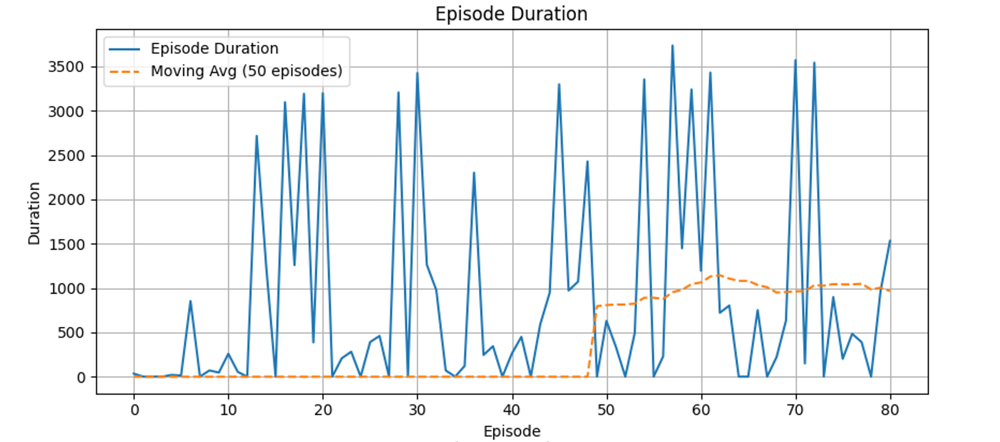 Episode Duration
Episode Duration
Moving Avg (50 episodes)
3500
3000
2500
2000
1500
1000
500
0
Duration
0 10 20 30 40 50 60 70 80
Episode